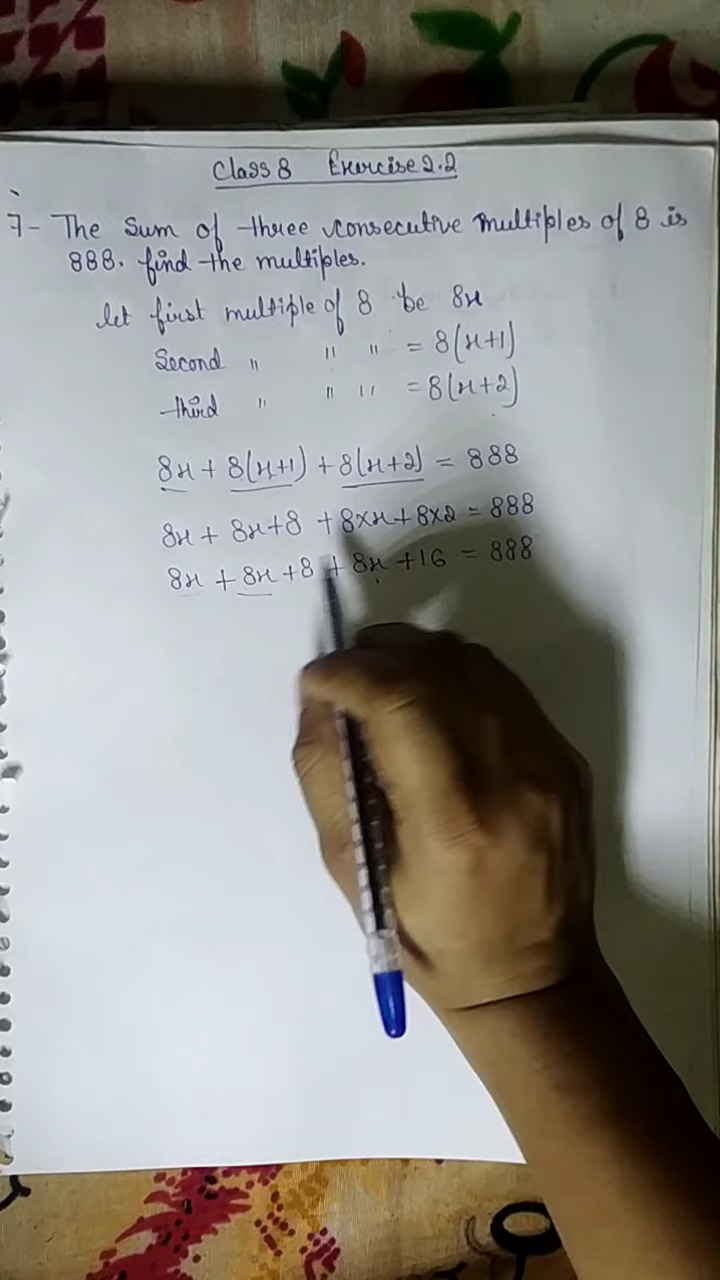 Class 8 Exercise 2.2
7- The Sum of three consecutive multiples of 8 is
888. find the multiples.
let first multiple of 8 be 8x
Second " " " = 8(x+1)
third " " " = 8(x+2)
8x + 8(x+1) + 8(x+2) = 888
8x + 8x+8 + 8×x + 8×2 = 888
8x + 8x +8 + 8x +16 = 888